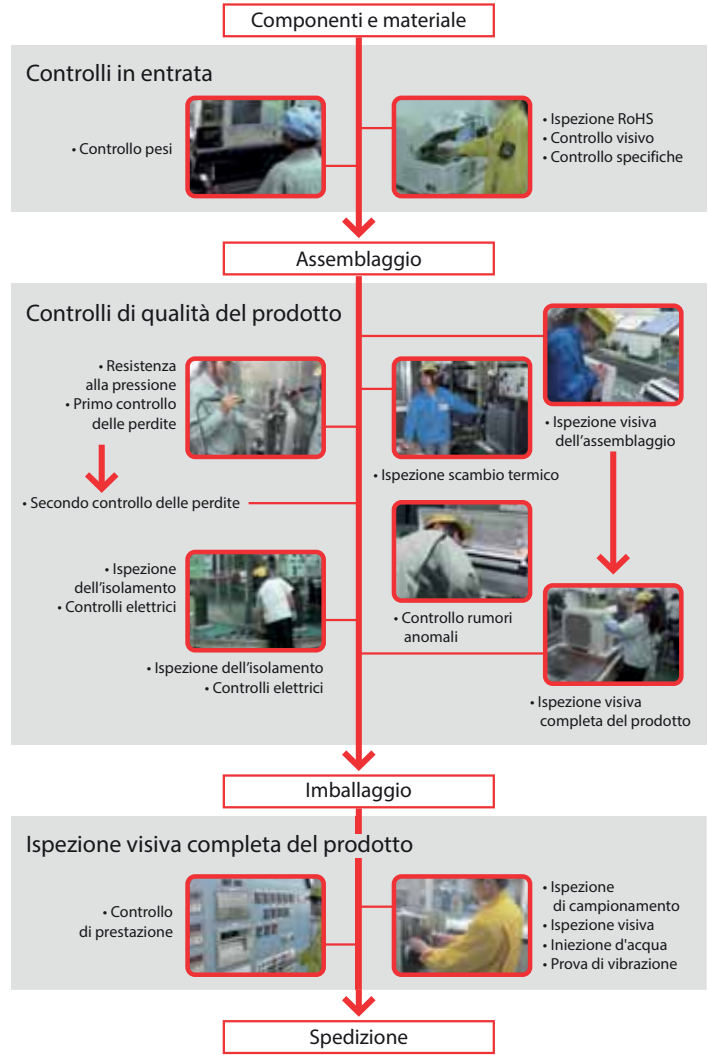 Componenti e materiale
Controlli in entrata
• Controllo pesi
• Ispezione RoHS
• Controllo visivo
• Controllo specifiche
Assemblaggio
Controlli di qualità del prodotto
• Resistenza
alla pressione
• Primo controllo
delle perdite
• Ispezione visiva
dell'assemblaggio
• Ispezione scambio termico
• Secondo controllo delle perdite
• Ispezione
dell'isolamento
• Controlli elettrici
• Controllo rumori
anomali
• Ispezione dell'isolamento
• Controlli elettrici
• Ispezione visiva
completa del prodotto
Imballaggio
Ispezione visiva completa del prodotto
• Controllo
di prestazione
• Ispezione
di campionamento
• Ispezione visiva
• Iniezione d'acqua
• Prova di vibrazione
Spedizione